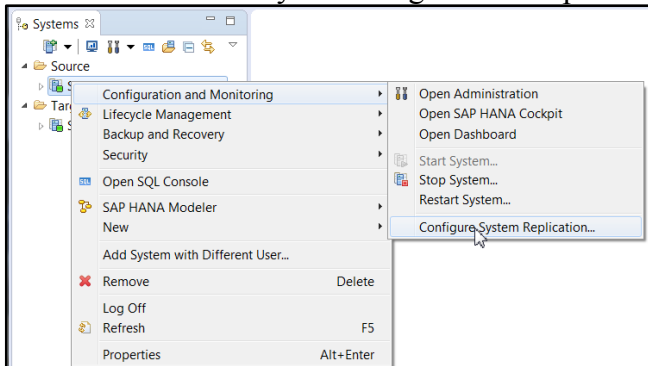 Systems
Source
S
Tar
S
Configuration and Monitoring
Lifecycle Management
Backup and Recovery
Security
SQL Open SQL Console
SAP HANA Modeler
New
Add System with Different User...
Remove Delete
Log Off
Refresh F5
Properties Alt+Enter
Open Administration
Open SAP HANA Cockpit
Open Dashboard
Start System...
Stop System...
Restart System...
Configure System Replication...